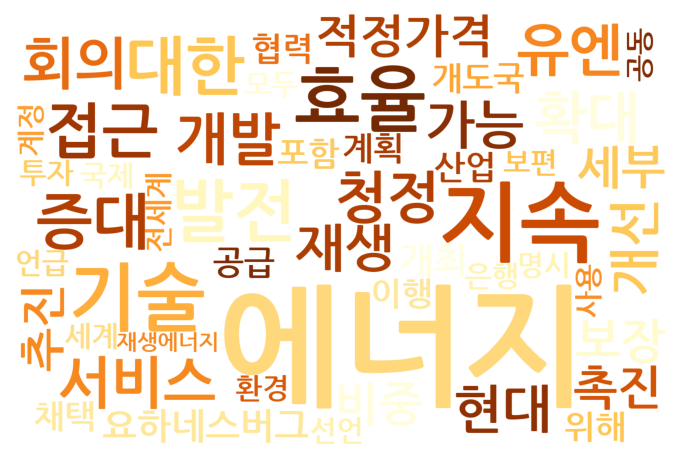 회의
대한
협력
적정가격
유엔
공동
모두
효율
개도국
계정
접근
개발
포함
계획
가능
확대
산업
보편
세부
투자
국제
증대
전세계
발전
청정
지속
개선
재생
언급
공급
개최
은행
명시
사용
추진
기술
에너지
이행
세계
재생에너지
보장
서비스
환경
비중
현대
촉진
채택
요하네스버그
선언
위해